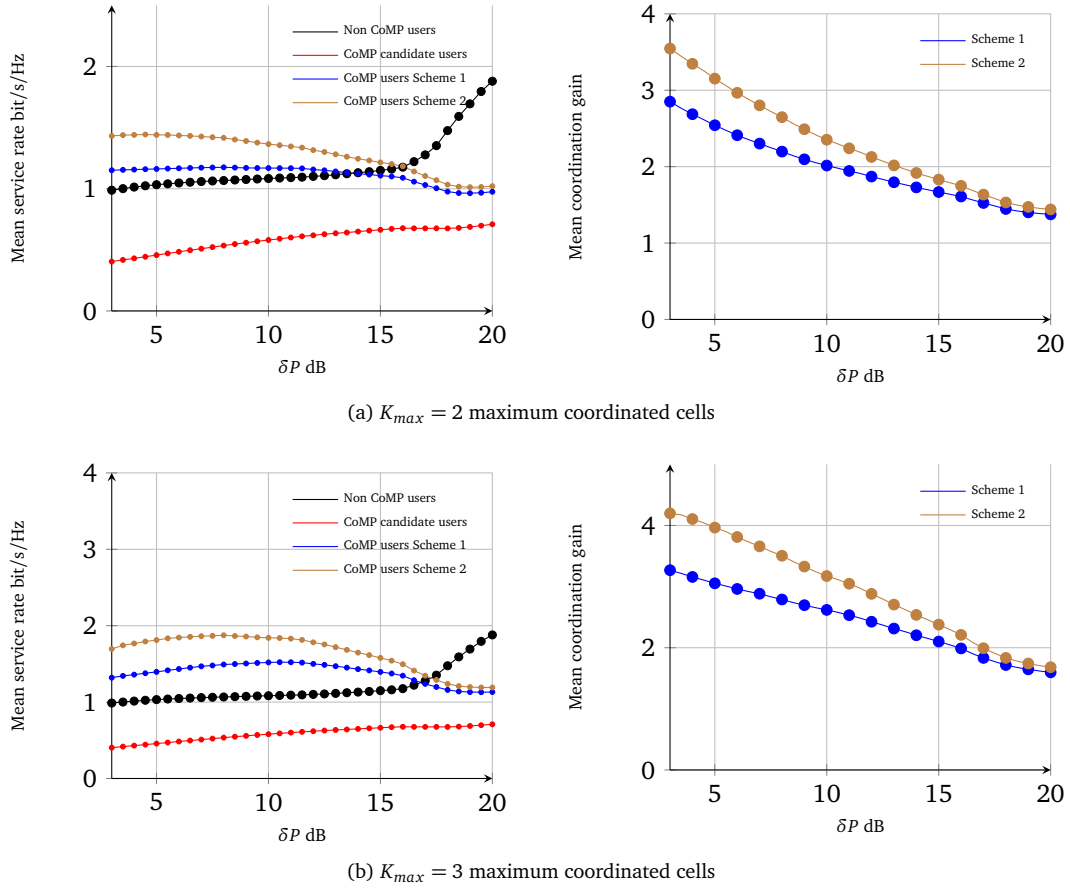 Mean service rate bit/s/Hz
0
1
2
5
10
15
20
δP dB
Non CoMP users
CoMP candidate users
CoMP users Scheme 1
CoMP users Scheme 2
Mean coordination gain
0
1
2
3
4
5
10
15
20
δP dB
Scheme 1
Scheme 2
(a) K_max = 2 maximum coordinated cells
Mean service rate bit/s/Hz
0
1
2
3
4
5
10
15
20
δP dB
Non CoMP users
CoMP candidate users
CoMP users Scheme 1
CoMP users Scheme 2
Mean coordination gain
0
2
4
5
10
15
20
δP dB
Scheme 1
Scheme 2
(b) K_max = 3 maximum coordinated cells